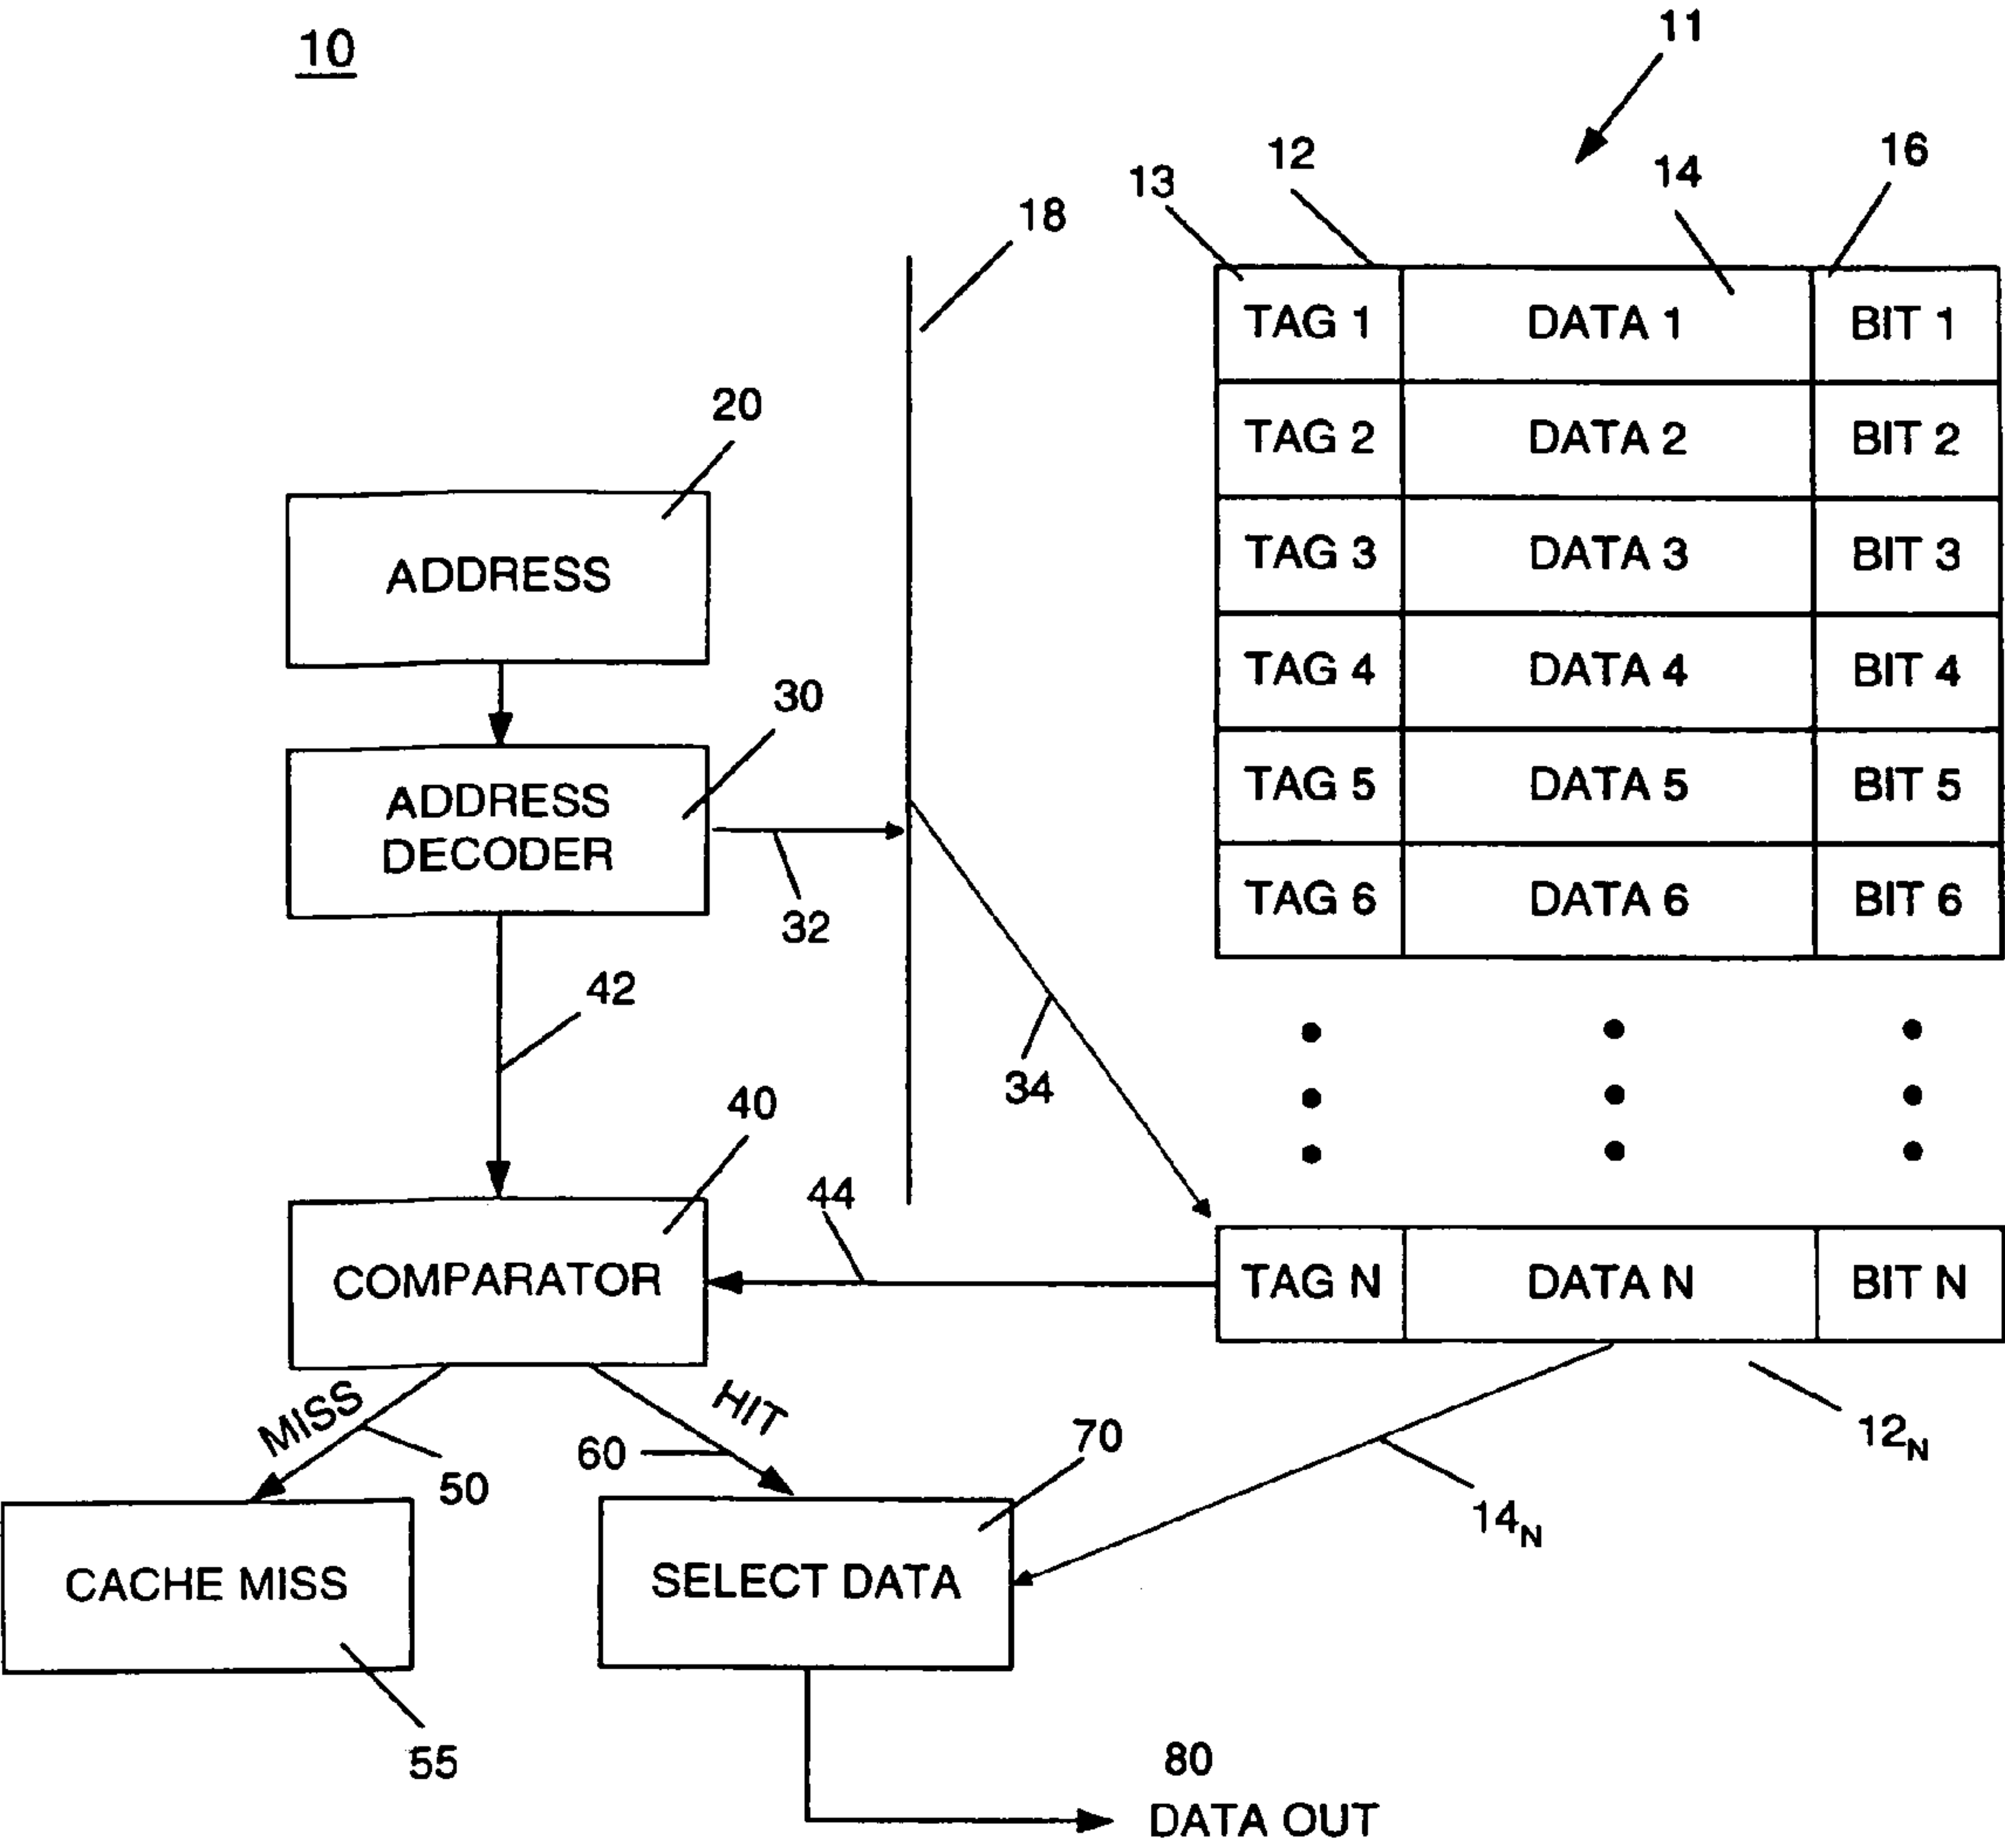 10
11
12
13
14
16
18
TAG 1 DATA 1 BIT 1
TAG 2 DATA 2 BIT 2
TAG 3 DATA 3 BIT 3
TAG 4 DATA 4 BIT 4
TAG 5 DATA 5 BIT 5
TAG 6 DATA 6 BIT 6
20
ADDRESS
30
ADDRESS
DECODER
32
42
34
40
44
COMPARATOR
TAG N DATA N BIT N
MISS
HIT
50
60
70
12N
14N
CACHE MISS
SELECT DATA
55
80
DATA OUT